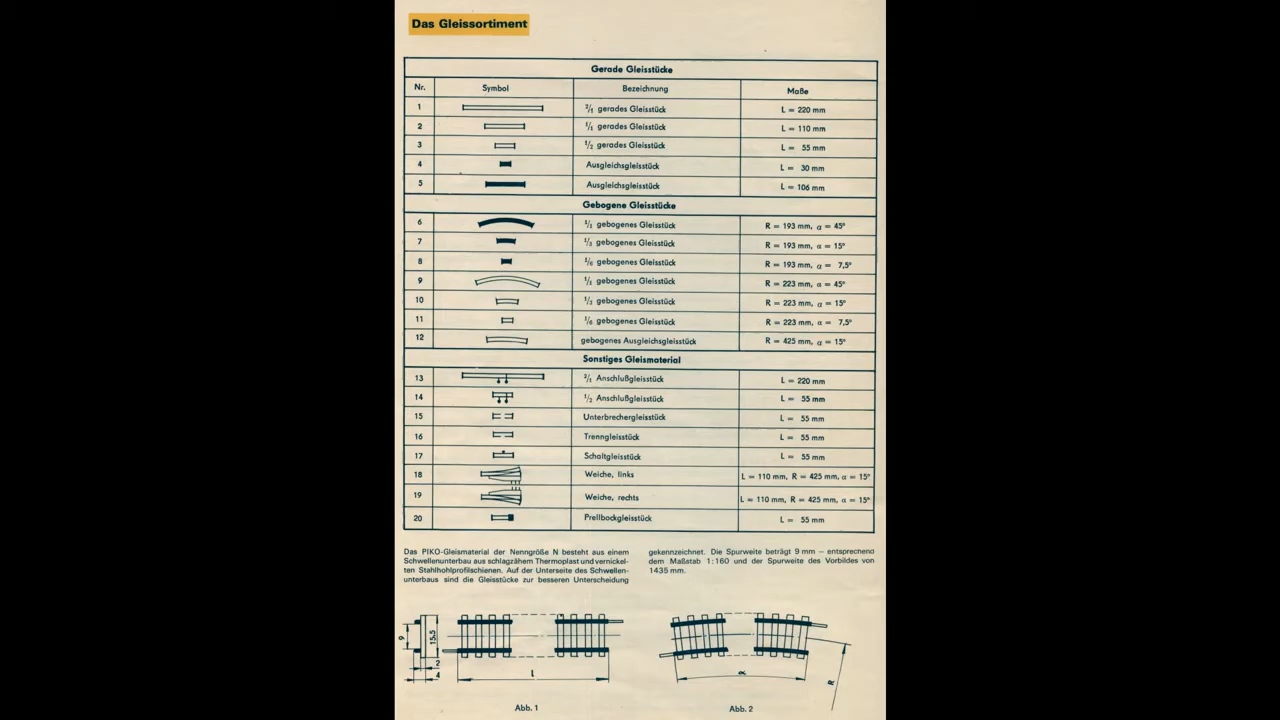 Das Gleissortiment
Gerade Gleisstücke
Nr. Symbol Bezeichnung Maße
1 2/1 gerades Gleisstück L = 220 mm
2 1/1 gerades Gleisstück L = 110 mm
3 1/2 gerades Gleisstück L = 55 mm
4 Ausgleichsgleisstück L = 30 mm
5 Ausgleichsgleisstück L = 106 mm
Gebogene Gleisstücke
6 1/1 gebogenes Gleisstück R = 193 mm, α = 45°
7 1/3 gebogenes Gleisstück R = 193 mm, α = 15°
8 1/6 gebogenes Gleisstück R = 193 mm, α = 7,5°
9 1/1 gebogenes Gleisstück R = 223 mm, α = 45°
10 1/3 gebogenes Gleisstück R = 223 mm, α = 15°
11 1/6 gebogenes Gleisstück R = 223 mm, α = 7,5°
12 gebogenes Ausgleichsgleisstück R = 425 mm, α = 15°
Sonstiges Gleismaterial
13 2/1 Anschlußgleisstück L = 220 mm
14 1/2 Anschlußgleisstück L = 55 mm
15 Unterbrechergleisstück L = 55 mm
16 Trenngleisstück L = 55 mm
17 Schaltgleisstück L = 55 mm
18 Weiche, links L = 110 mm, R = 425 mm, α = 15°
19 Weiche, rechts L = 110 mm, R = 425 mm, α = 15°
20 Prellbockgleisstück L = 55 mm
Das PIKO-Gleismaterial der Nenngröße N besteht aus einem
Schwellenunterbau aus schlagzähem Thermoplast und vernickel-
ten Stahlhohlprofilschienen. Auf der Unterseite des Schwellen-
unterbaus sind die Gleisstücke zur besseren Unterscheidung
gekennzeichnet. Die Spurweite beträgt 9 mm – entsprechend
dem Maßstab 1:160 und der Spurweite des Vorbildes von
1435 mm.
9 15,5
2
4
l
α
R
Abb. 1
Abb. 2